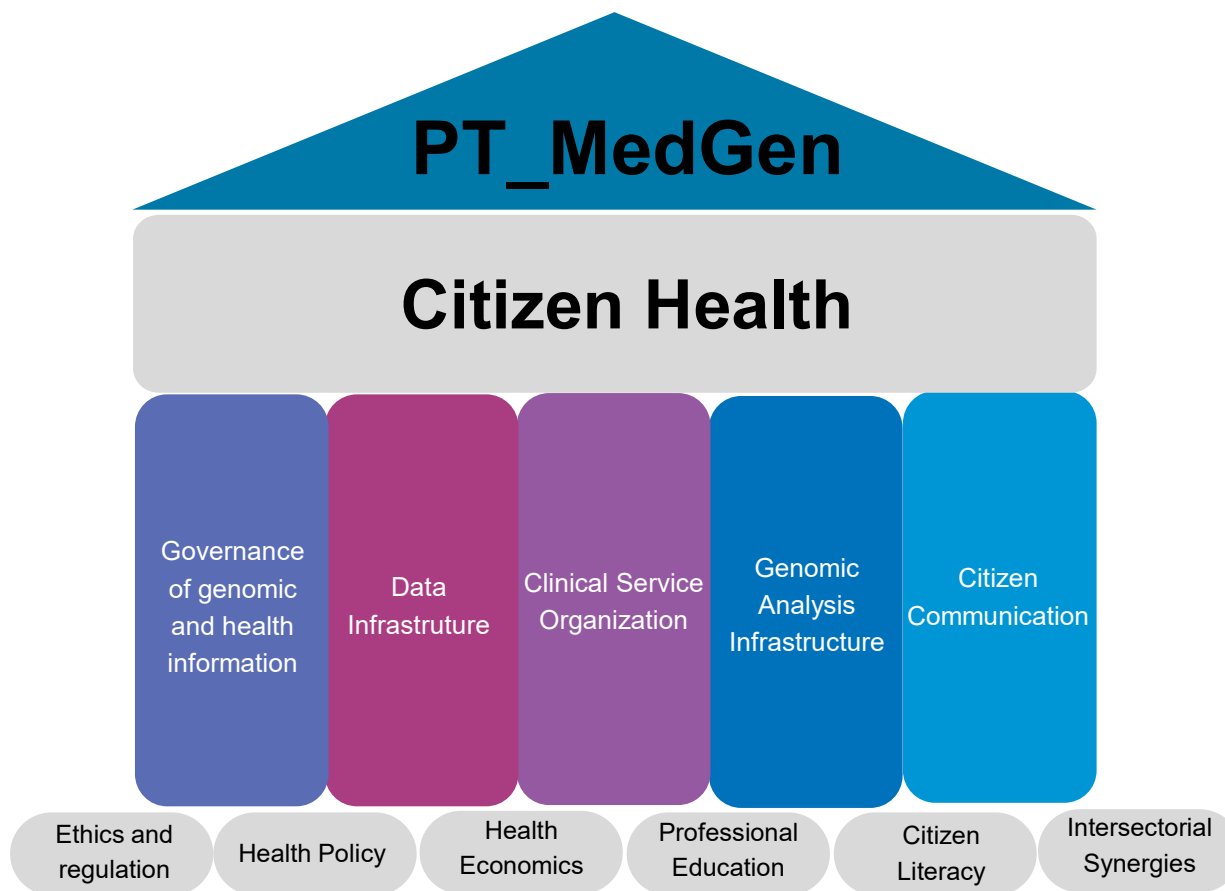 PT_MedGen
Citizen Health
Governance
of genomic
and health
information
Data
Infrastruture
Clinical Service
Organization
Genomic
Analysis
Infrastructure
Citizen
Communication
Ethics and
regulation
Health Policy
Health
Economics
Professional
Education
Citizen
Literacy
Intersectorial
Synergies